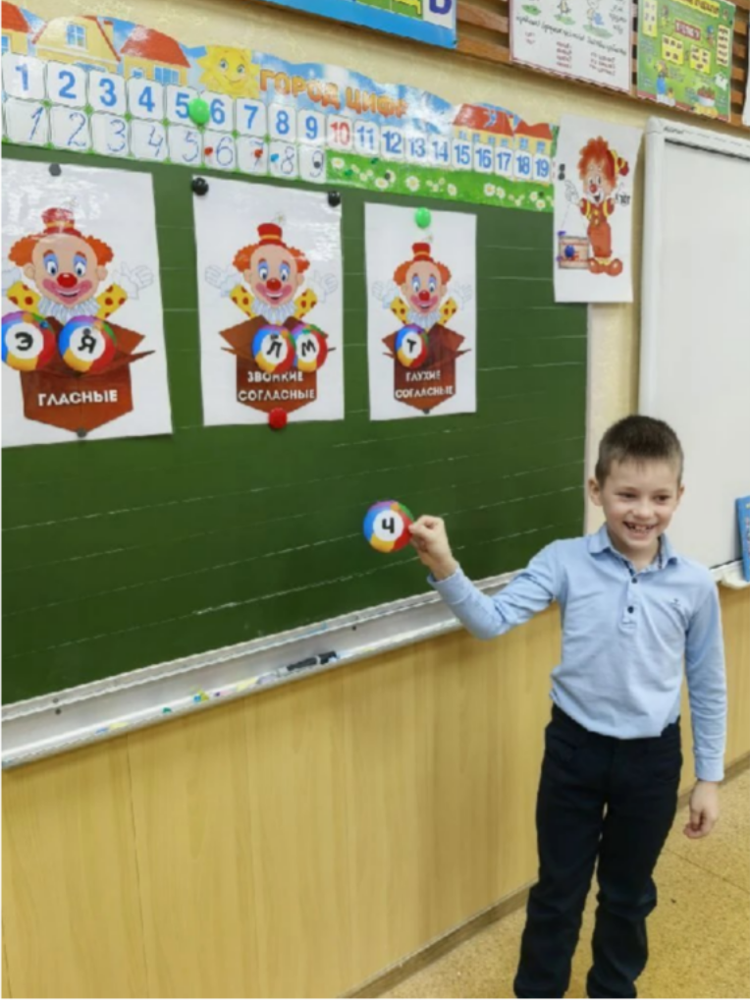 ГОРОД ЦИФР
1 2 3 4 5 6 7 8 9 10 11 12 13 14 15 16 17 18 19
1 2 3 4 5 6 7 8 9
Э Я
ГЛАСНЫЕ
Л М
ЗВОНКИЕ
СОГЛАСНЫЕ
Т
ГЛУХИЕ
СОГЛАСНЫЕ
Ч